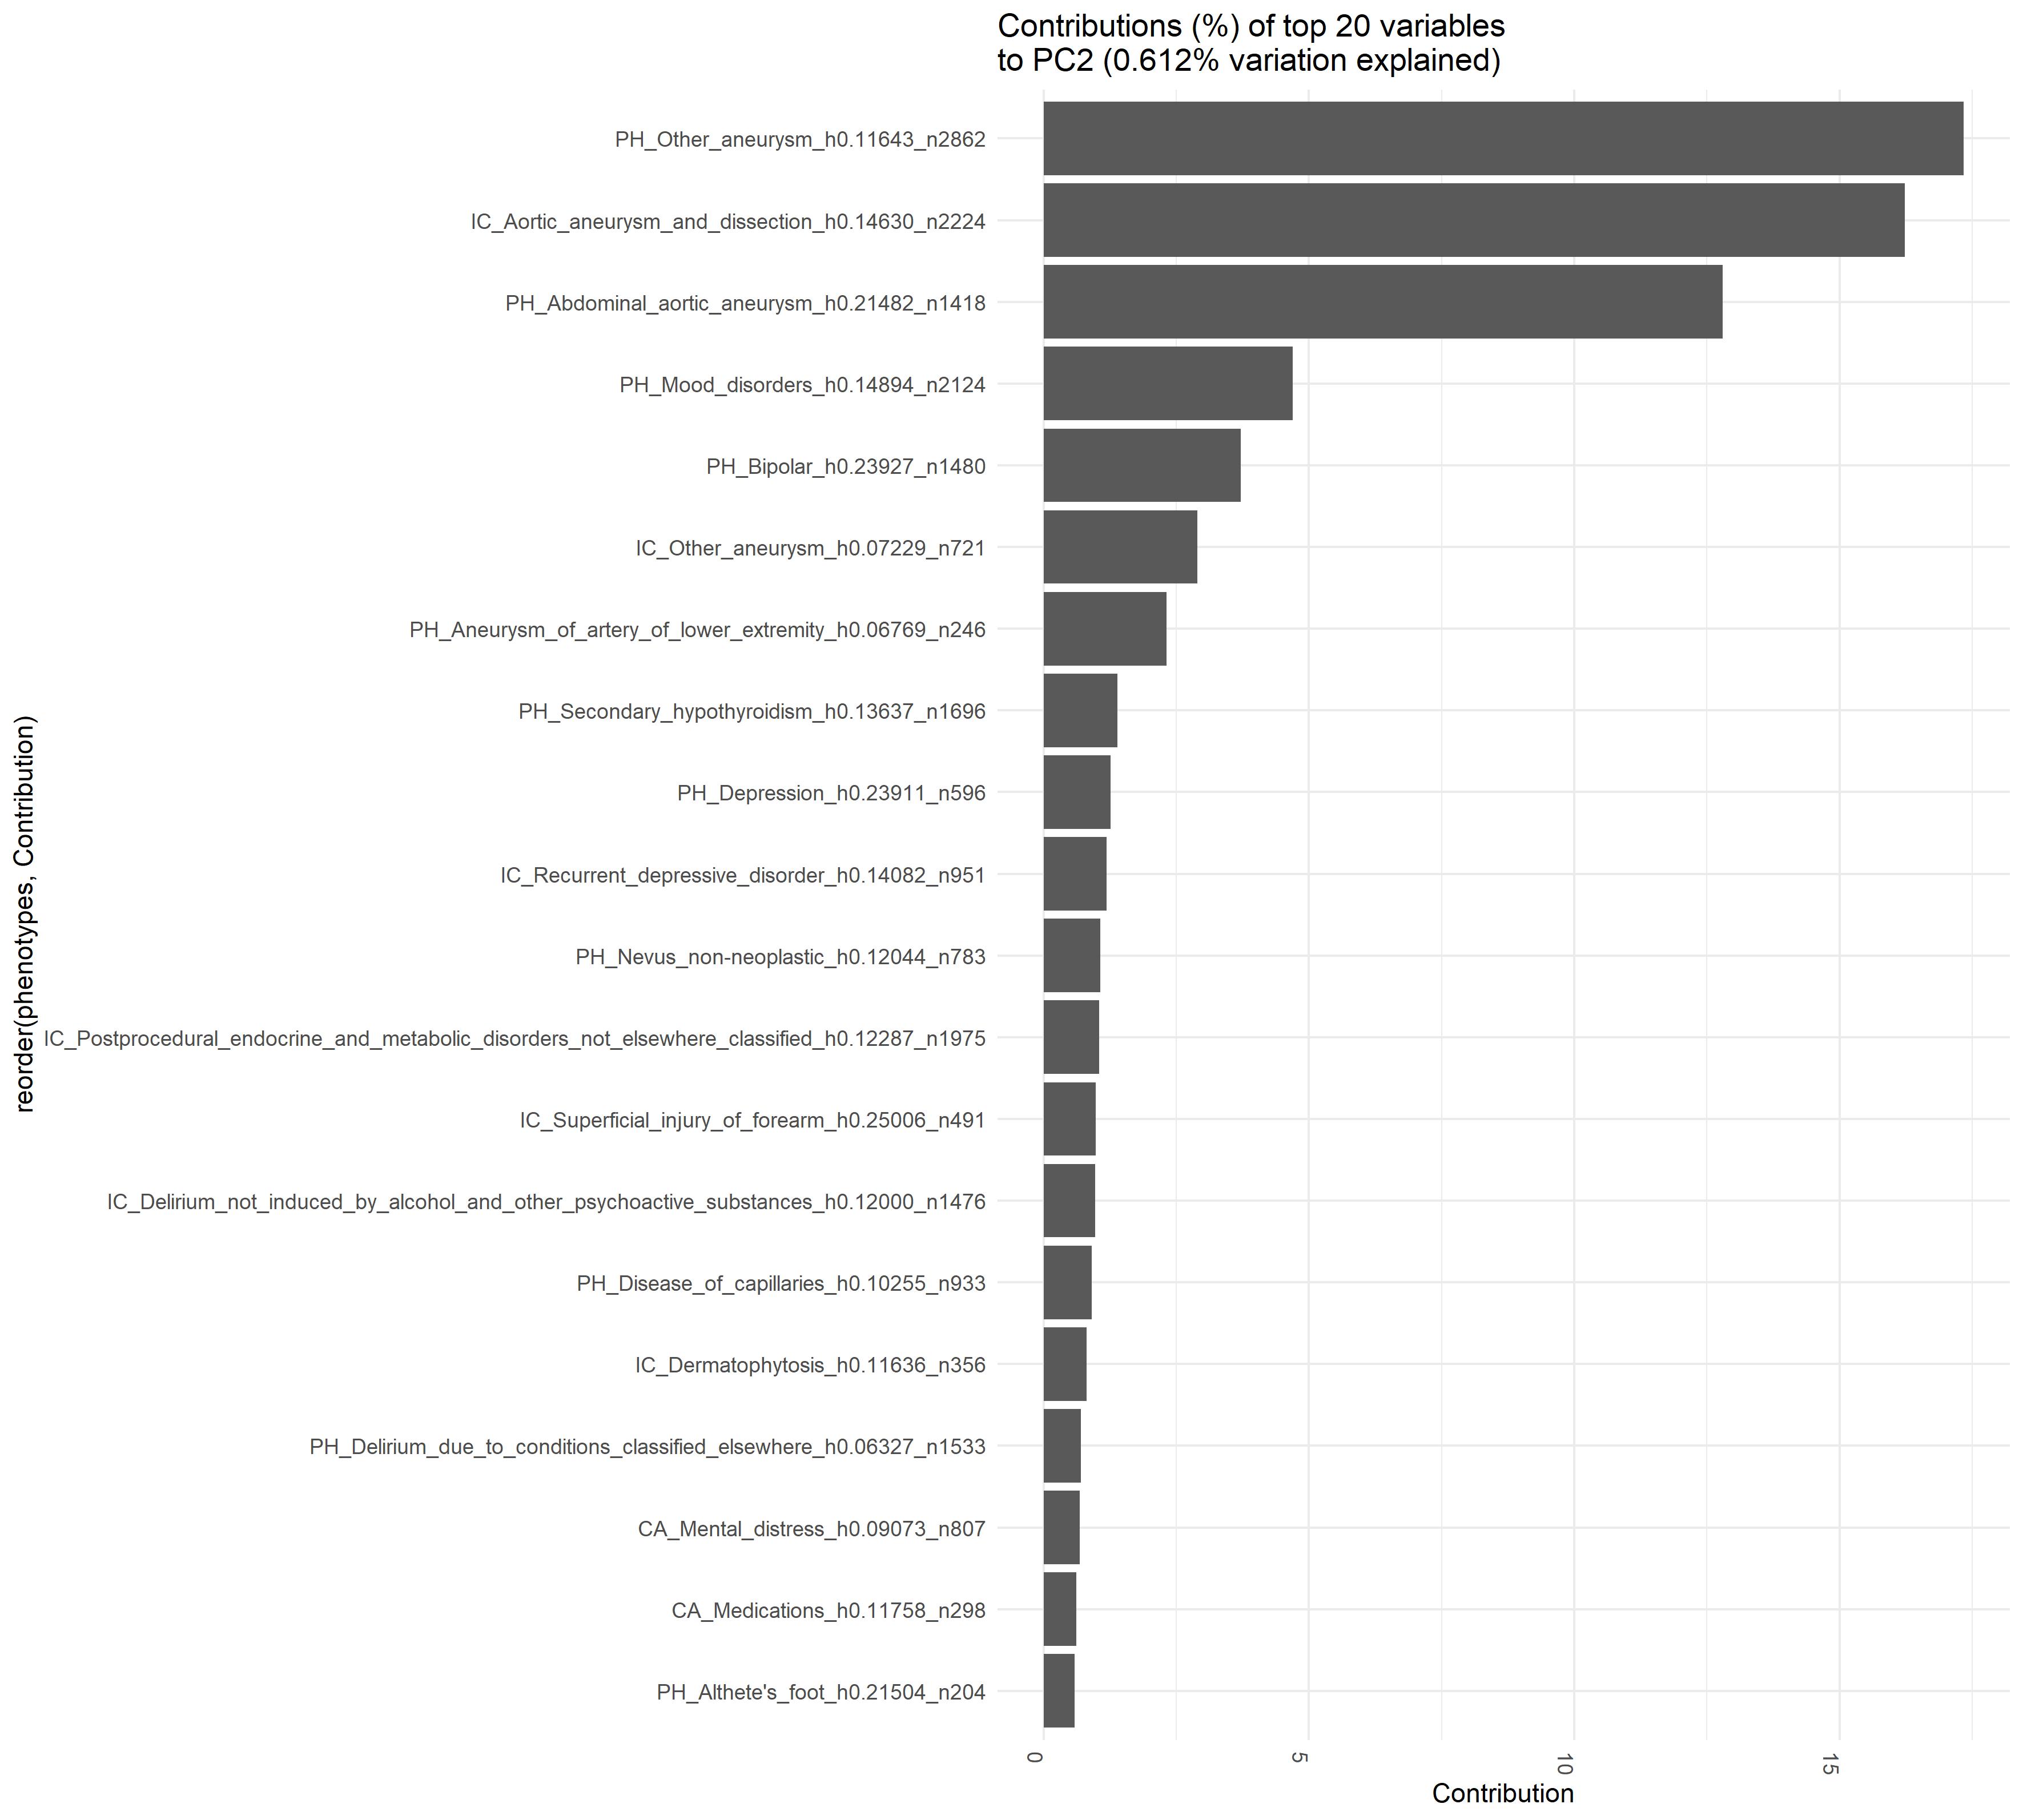 Contributions (%) of top 20 variables
to PC2 (0.612% variation explained)
PH_Other_aneurysm_h0.11643_n2862
IC_Aortic_aneurysm_and_dissection_h0.14630_n2224
PH_Abdominal_aortic_aneurysm_h0.21482_n1418
PH_Mood_disorders_h0.14894_n2124
PH_Bipolar_h0.23927_n1480
IC_Other_aneurysm_h0.07229_n721
PH_Aneurysm_of_artery_of_lower_extremity_h0.06769_n246
PH_Secondary_hypothyroidism_h0.13637_n1696
PH_Depression_h0.23911_n596
IC_Recurrent_depressive_disorder_h0.14082_n951
PH_Nevus_non-neoplastic_h0.12044_n783
IC_Postprocedural_endocrine_and_metabolic_disorders_not_elsewhere_classified_h0.12287_n1975
IC_Superficial_injury_of_forearm_h0.25006_n491
IC_Delirium_not_induced_by_alcohol_and_other_psychoactive_substances_h0.12000_n1476
PH_Disease_of_capillaries_h0.10255_n933
IC_Dermatophytosis_h0.11636_n356
PH_Delirium_due_to_conditions_classified_elsewhere_h0.06327_n1533
CA_Mental_distress_h0.09073_n807
CA_Medications_h0.11758_n298
PH_Althete's_foot_h0.21504_n204
reorder(phenotypes, Contribution)
0
5
10
15
Contribution